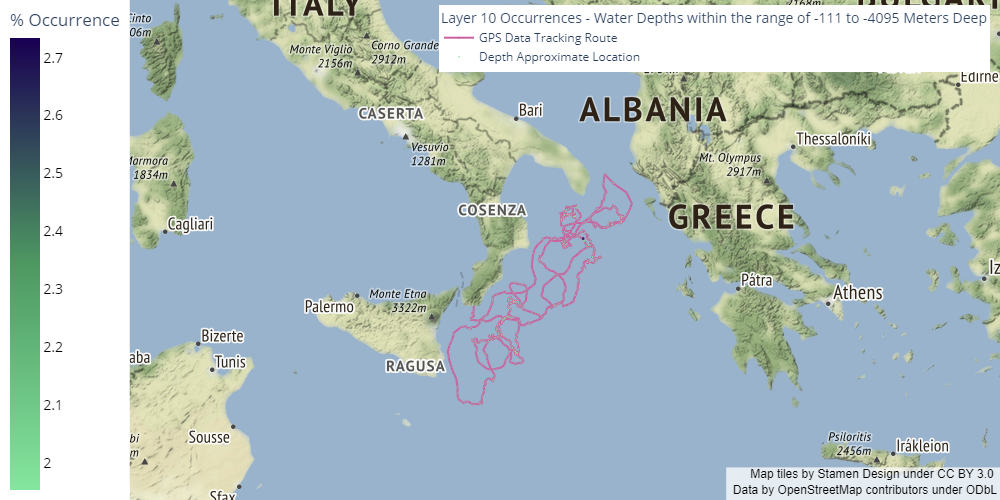 % Occurrence
2.7
2.6
2.5
2.4
2.3
2.2
2.1
2
Layer 10 Occurrences - Water Depths within the range of -111 to -4095 Meters Deep
GPS Data Tracking Route
Depth Approximate Location
ITALY
2168m
Monte Viglio
2156m
Corno Grande
2912m
CASERTA
Vesuvio
1281m
Bari
ALBANIA
Edirne
Thessaloníki
Mt. Olympus
2917m
Marmora
1834m
Cagliari
COSENZA
GREECE
Palermo
Monte Etna
3322m
RAGUSA
Pátra
Athens
Bizerte
Tunis
Sousse
Sfax
Psiloritis
2456m
Irákleion
Map tiles by Stamen Design under CC BY 3.0
Data by OpenStreetMap contributors under ODbL